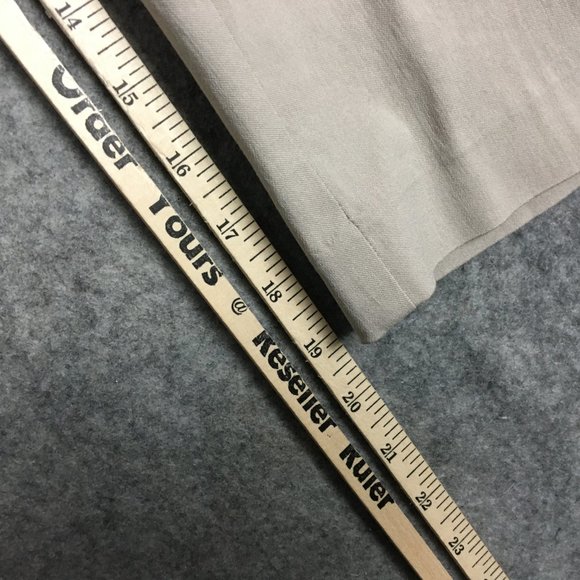 14 15 16 17 18 19 20 21 22 23
Order Yours @ Reseller Ruler